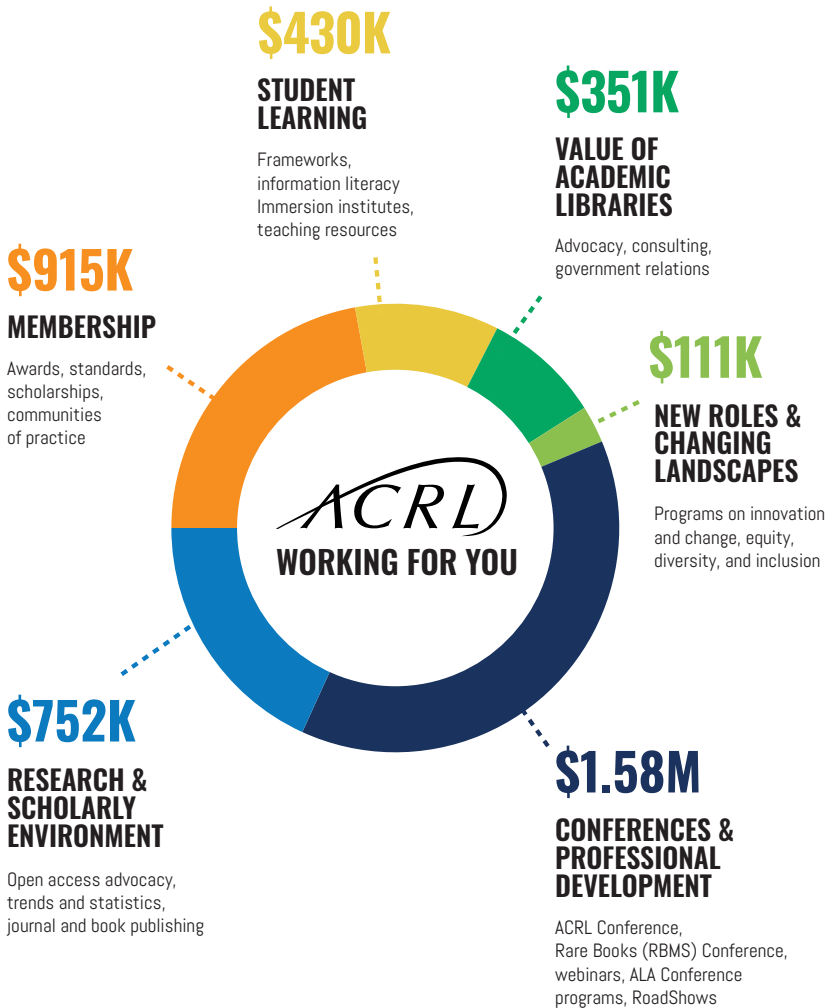 $430K
STUDENT
LEARNING
Frameworks,
information literacy
Immersion institutes,
teaching resources
$351K
VALUE OF
ACADEMIC
LIBRARIES
Advocacy, consulting,
government relations
$915K
MEMBERSHIP
Awards, standards,
scholarships,
communities
of practice
$111K
NEW ROLES &
CHANGING
LANDSCAPES
Programs on innovation
and change, equity,
diversity, and inclusion
ACRL
WORKING FOR YOU
$752K
RESEARCH &
SCHOLARLY
ENVIRONMENT
Open access advocacy,
trends and statistics,
journal and book publishing
$1.58M
CONFERENCES &
PROFESSIONAL
DEVELOPMENT
ACRL Conference,
Rare Books (RBMS) Conference,
webinars, ALA Conference
programs, RoadShows